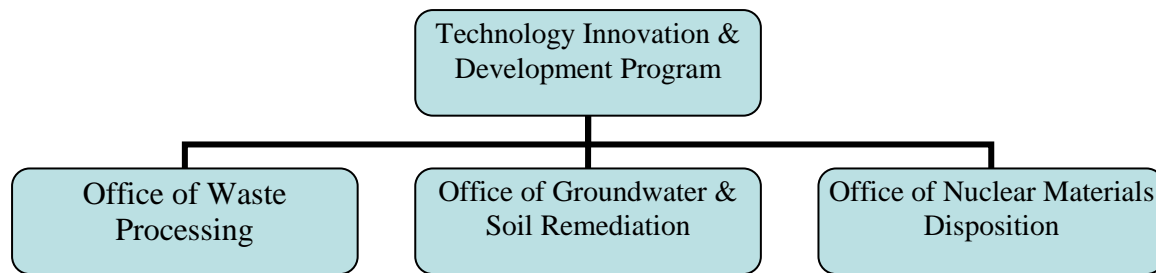 Technology Innovation &
Development Program
Office of Waste
Processing
Office of Groundwater &
Soil Remediation
Office of Nuclear Materials
Disposition